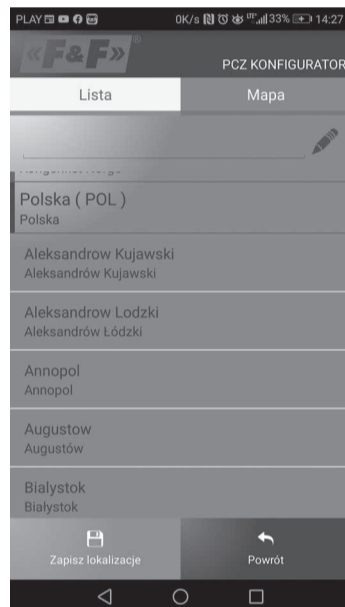 PLAY 0K/s LTE 33% 14:27
«F&F»®
PCZ KONFIGURATOR
Lista Mapa
Polska ( POL )
Polska
Aleksandrow Kujawski
Aleksandrów Kujawski
Aleksandrow Lodzki
Aleksandrów Łódzki
Annopol
Annopol
Augustow
Augustów
Bialystok
Białystok
Zapisz lokalizacje Powrót